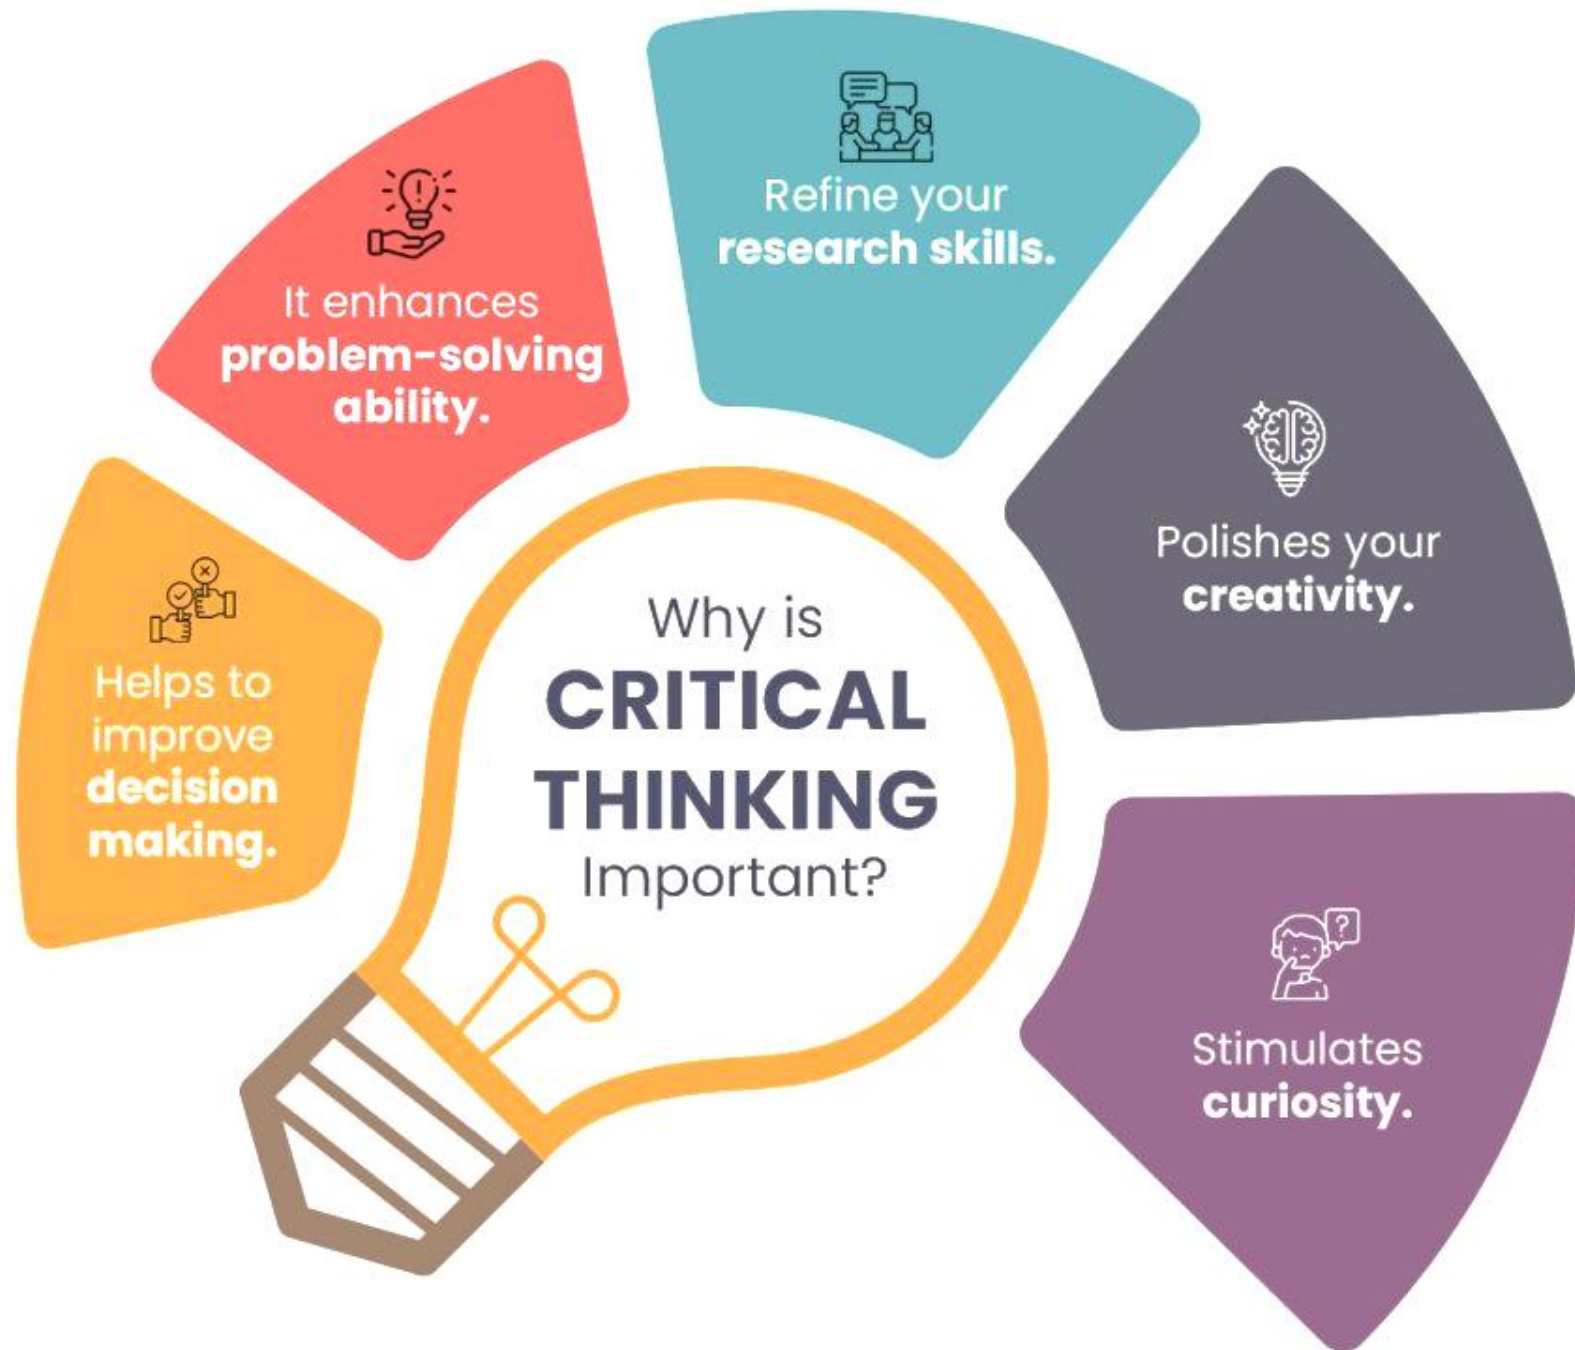 Why is
CRITICAL
THINKING
Important?
Helps to
improve
decision
making.
It enhances
problem-solving
ability.
Refine your
research skills.
Polishes your
creativity.
Stimulates
curiosity.